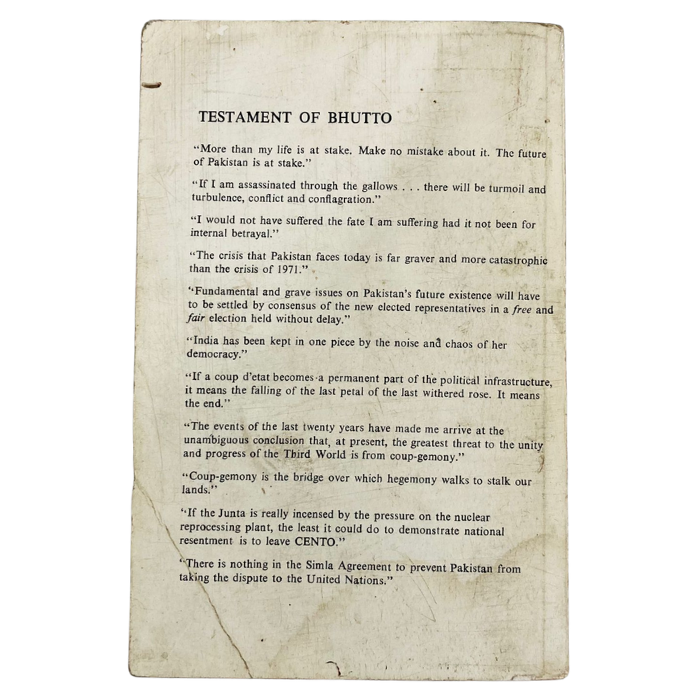 TESTAMENT OF BHUTTO
“More than my life is at stake. Make no mistake about it. The future
of Pakistan is at stake.”
“If I am assassinated through the gallows . . . there will be turmoil and
turbulence, conflict and conflagration.”
“I would not have suffered the fate I am suffering had it not been for
internal betrayal.”
“The crisis that Pakistan faces today is far graver and more catastrophic
than the crisis of 1971.”
“Fundamental and grave issues on Pakistan’s future existence will have
to be settled by consensus of the new elected representatives in a free and
fair election held without delay.”
“India has been kept in one piece by the noise and chaos of her
democracy.”
“If a coup d’etat becomes a permanent part of the political infrastructure,
it means the falling of the last petal of the last withered rose. It means
the end.”
“The events of the last twenty years have made me arrive at the
unambiguous conclusion that, at present, the greatest threat to the unity
and progress of the Third World is from coup-gemony.”
“Coup-gemony is the bridge over which hegemony walks to stalk our
lands.”
“If the Junta is really incensed by the pressure on the nuclear
reprocessing plant, the least it could do to demonstrate national
resentment is to leave CENTO.”
“There is nothing in the Simla Agreement to prevent Pakistan from
taking the dispute to the United Nations.”